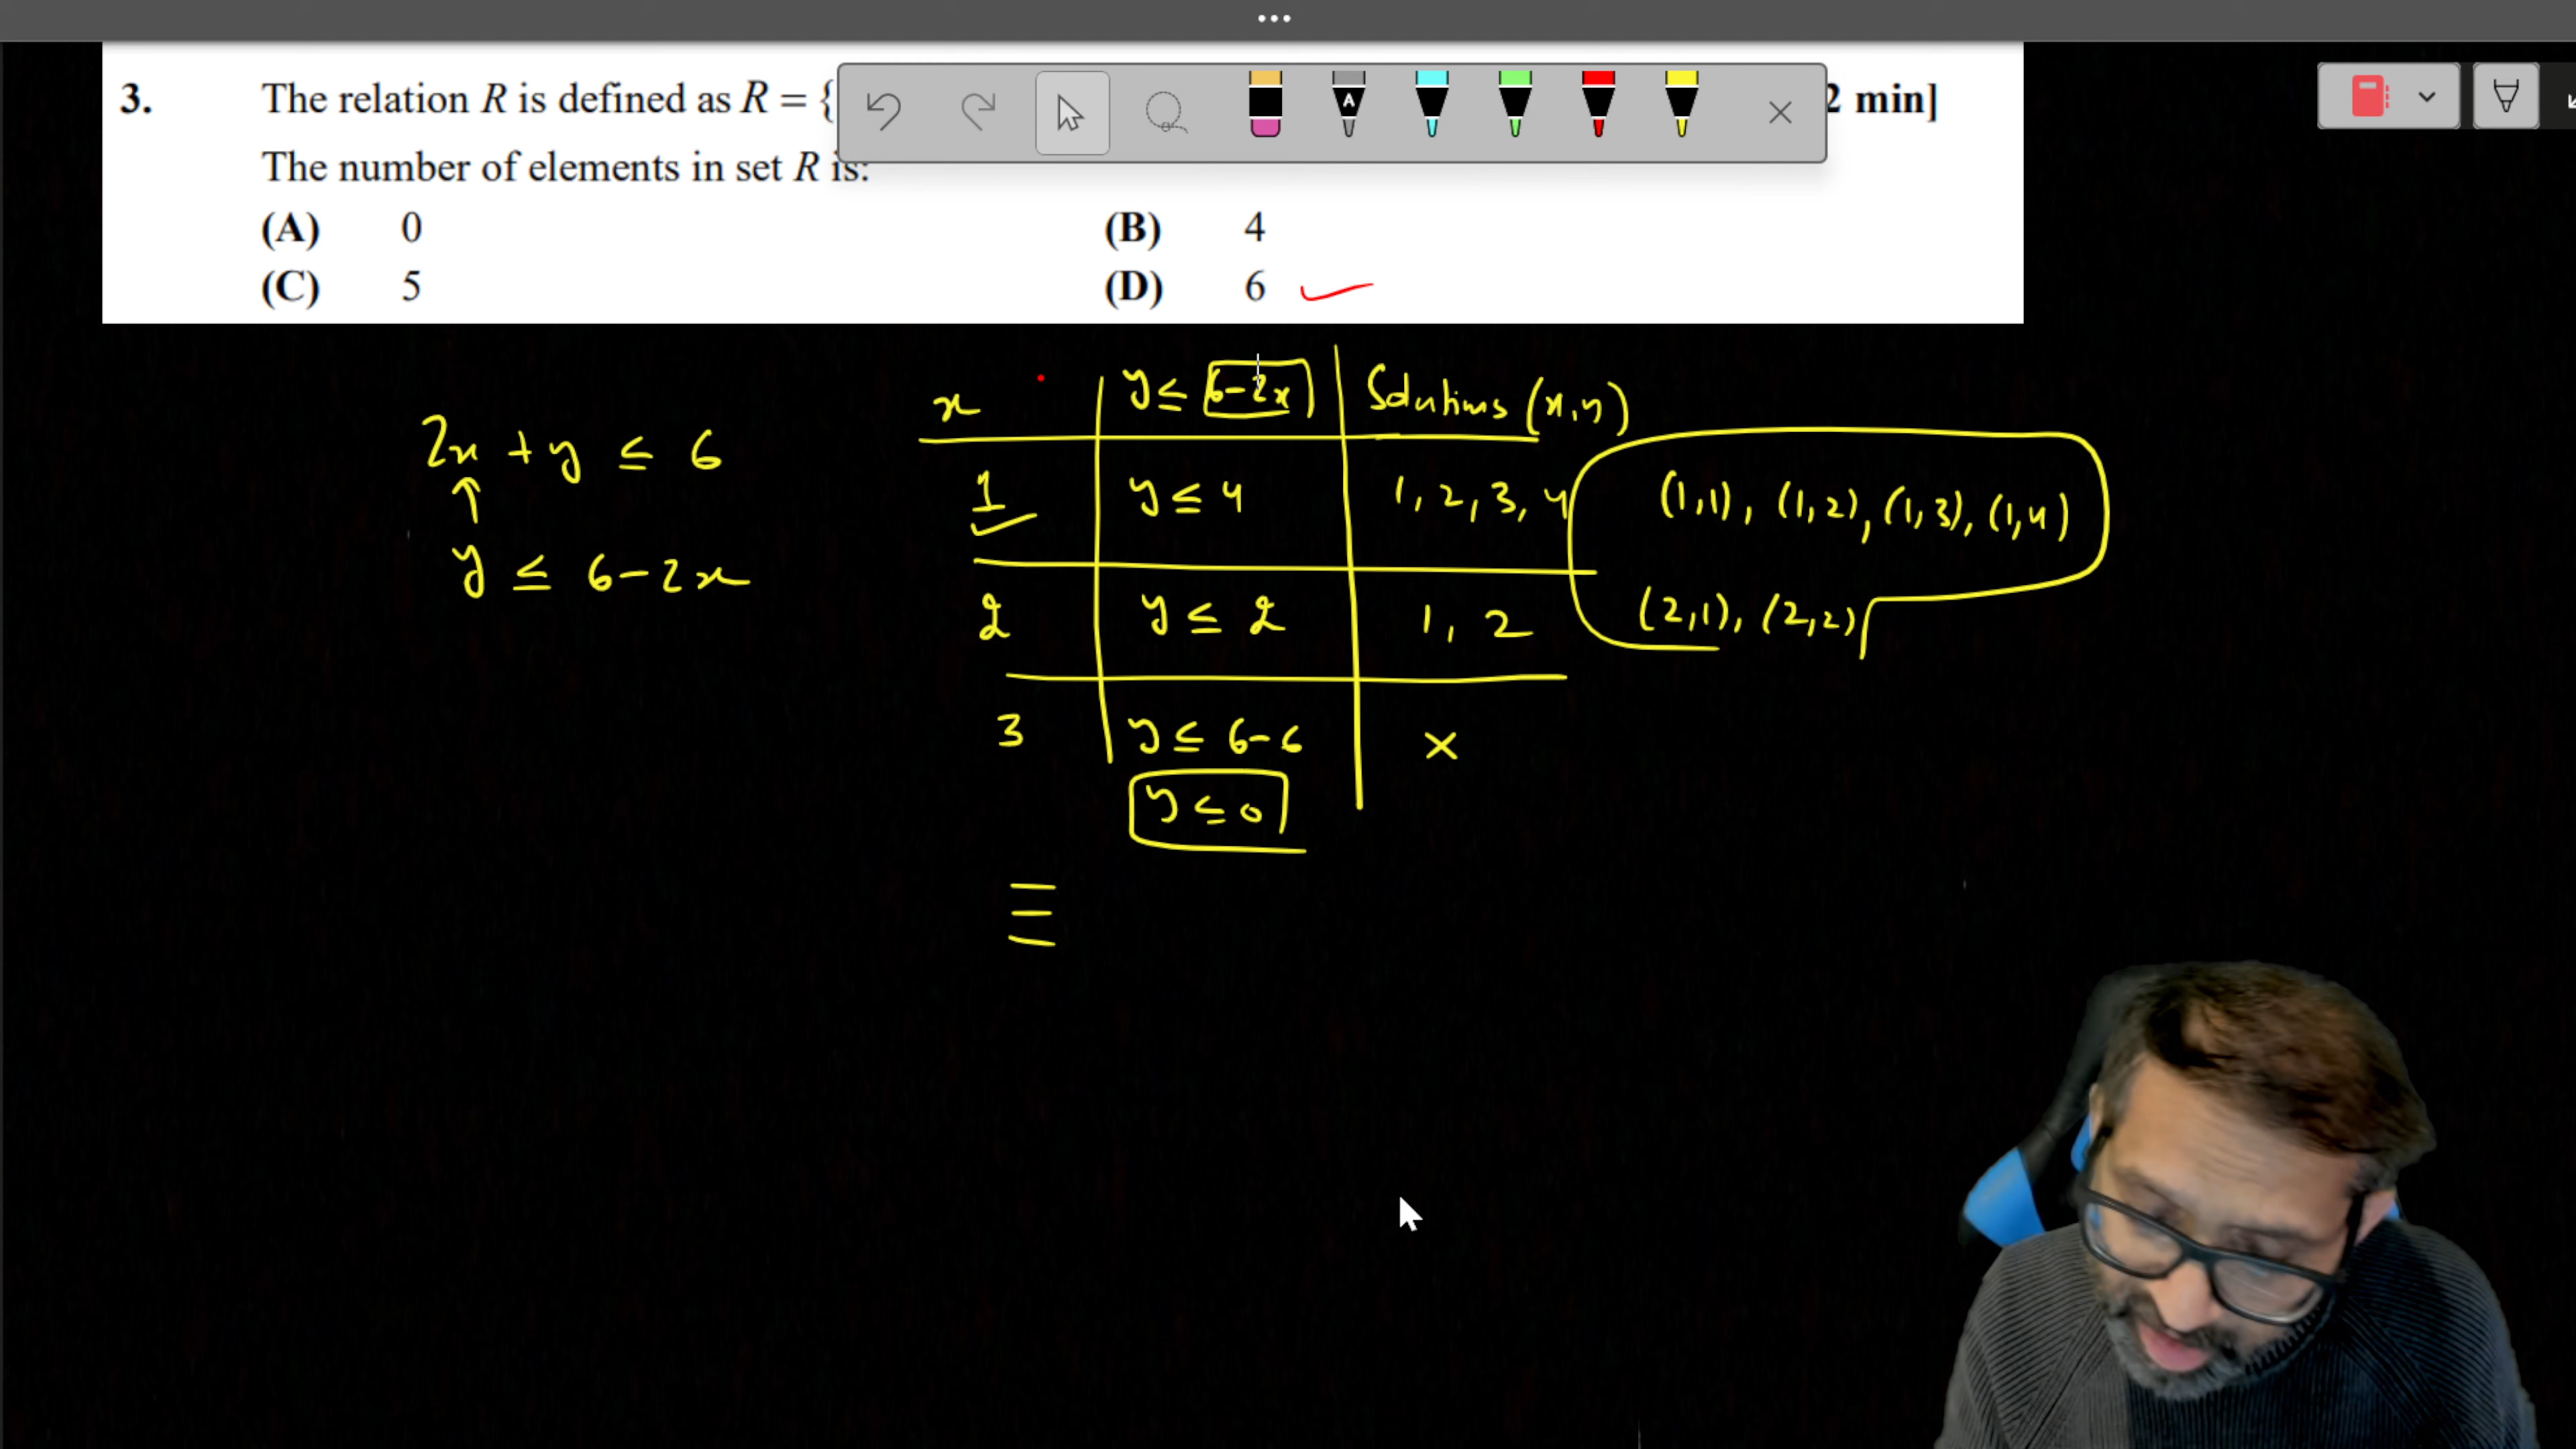 3. The relation R is defined as R = { 2 min]
The number of elements in set R is:
(A) 0 (B) 4
(C) 5 (D) 6
x y ≤ 6-2x Solutions (x,y)
2x + y ≤ 6
y ≤ 6-2x
1 y ≤ 4 1, 2, 3, 4 (1,1), (1,2), (1,3), (1,4)
2 y ≤ 2 1, 2 (2,1), (2,2)
3 y ≤ 6-6 ×
y ≤ 0